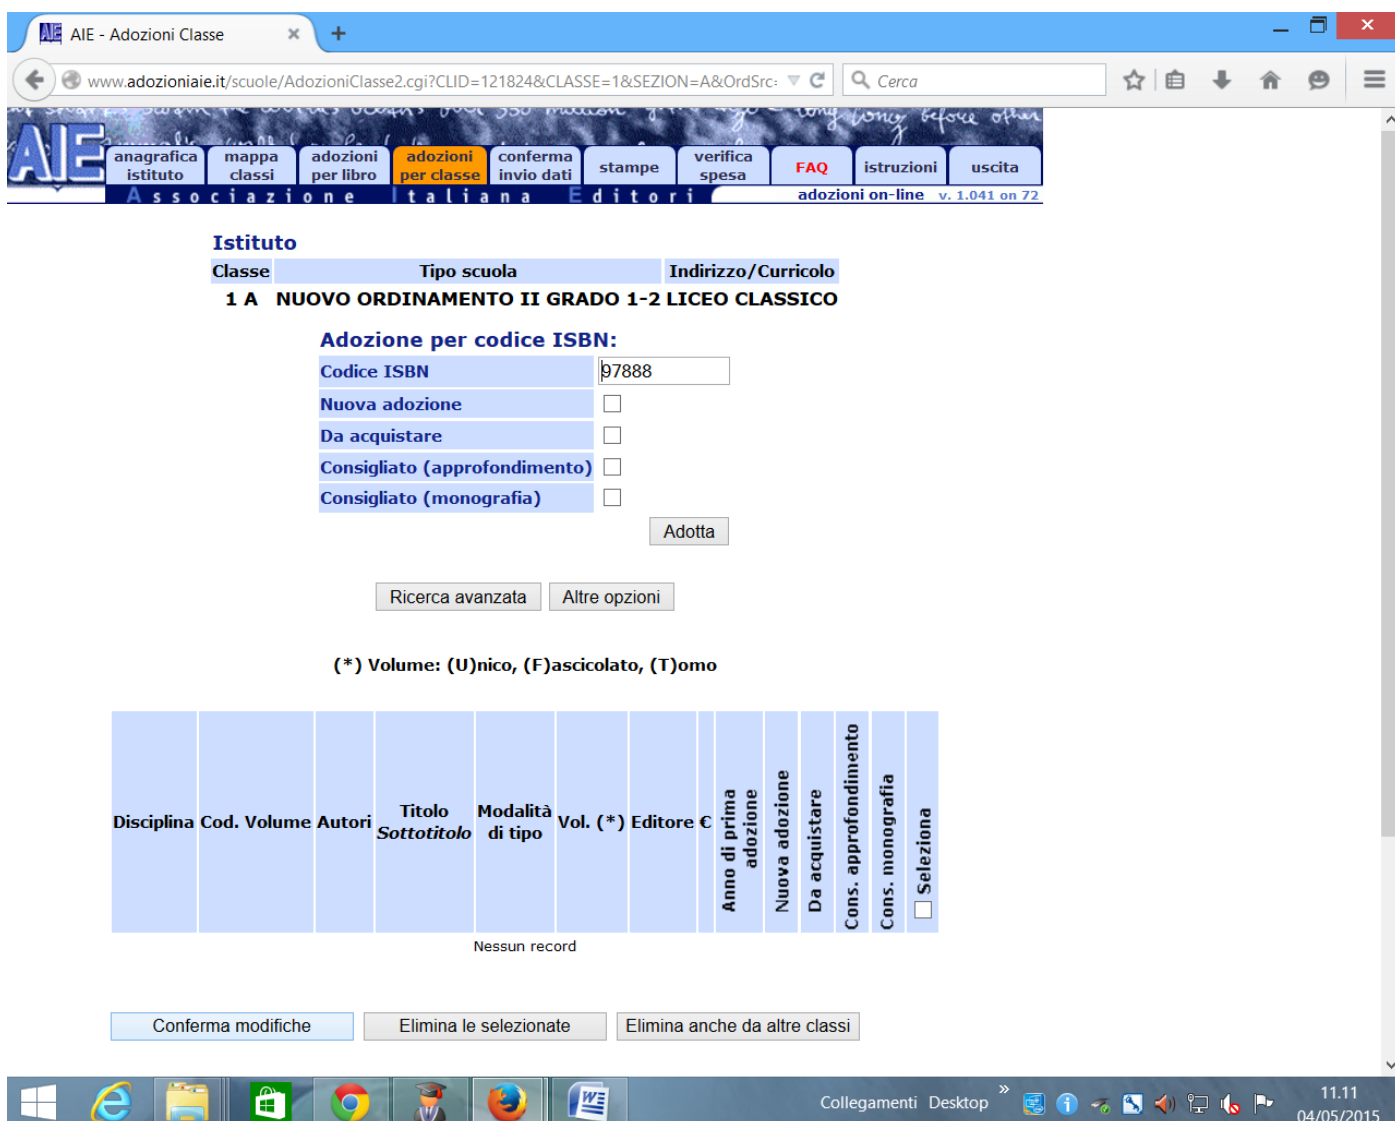 AIE - Adozioni Classe
www.adozioniaie.it/scuole/AdozioniClasse2.cgi?CLID=121824&CLASSE=1&SEZION=A&OrdSrc:
Cerca
long before other
AIE
anagrafica istituto
mappa classi
adozioni per libro
adozioni per classe
conferma invio dati
stampe
verifica spesa
FAQ
istruzioni
uscita
Associazione Italiana Editori
adozioni on-line v. 1.041 on 72
Istituto
Classe Tipo scuola Indirizzo/Curricolo
1 A NUOVO ORDINAMENTO II GRADO 1-2 LICEO CLASSICO
Adozione per codice ISBN:
Codice ISBN 97888
Nuova adozione
Da acquistare
Consigliato (approfondimento)
Consigliato (monografia)
Adotta
Ricerca avanzata Altre opzioni
(*) Volume: (U)nico, (F)ascicolato, (T)omo
Disciplina
Cod. Volume
Autori
Titolo
Sottotitolo
Modalità
di tipo
Vol. (*)
Editore
€
Anno di prima
adozione
Nuova adozione
Da acquistare
Cons. approfondimento
Cons. monografia
Seleziona
Nessun record
Conferma modifiche Elimina le selezionate Elimina anche da altre classi
Collegamenti Desktop »
11.11
04/05/2015